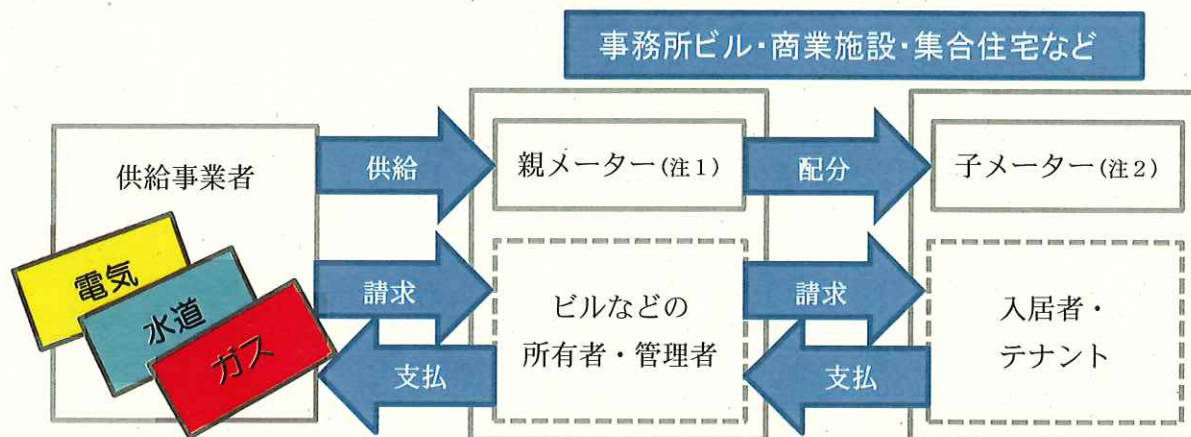 事務所ビル・商業施設・集合住宅など
供給事業者
電気
水道
ガス
供給
親メーター(注1)
配分
子メーター(注2)
請求
ビルなどの
所有者・管理者
請求
入居者・
テナント
支払
支払